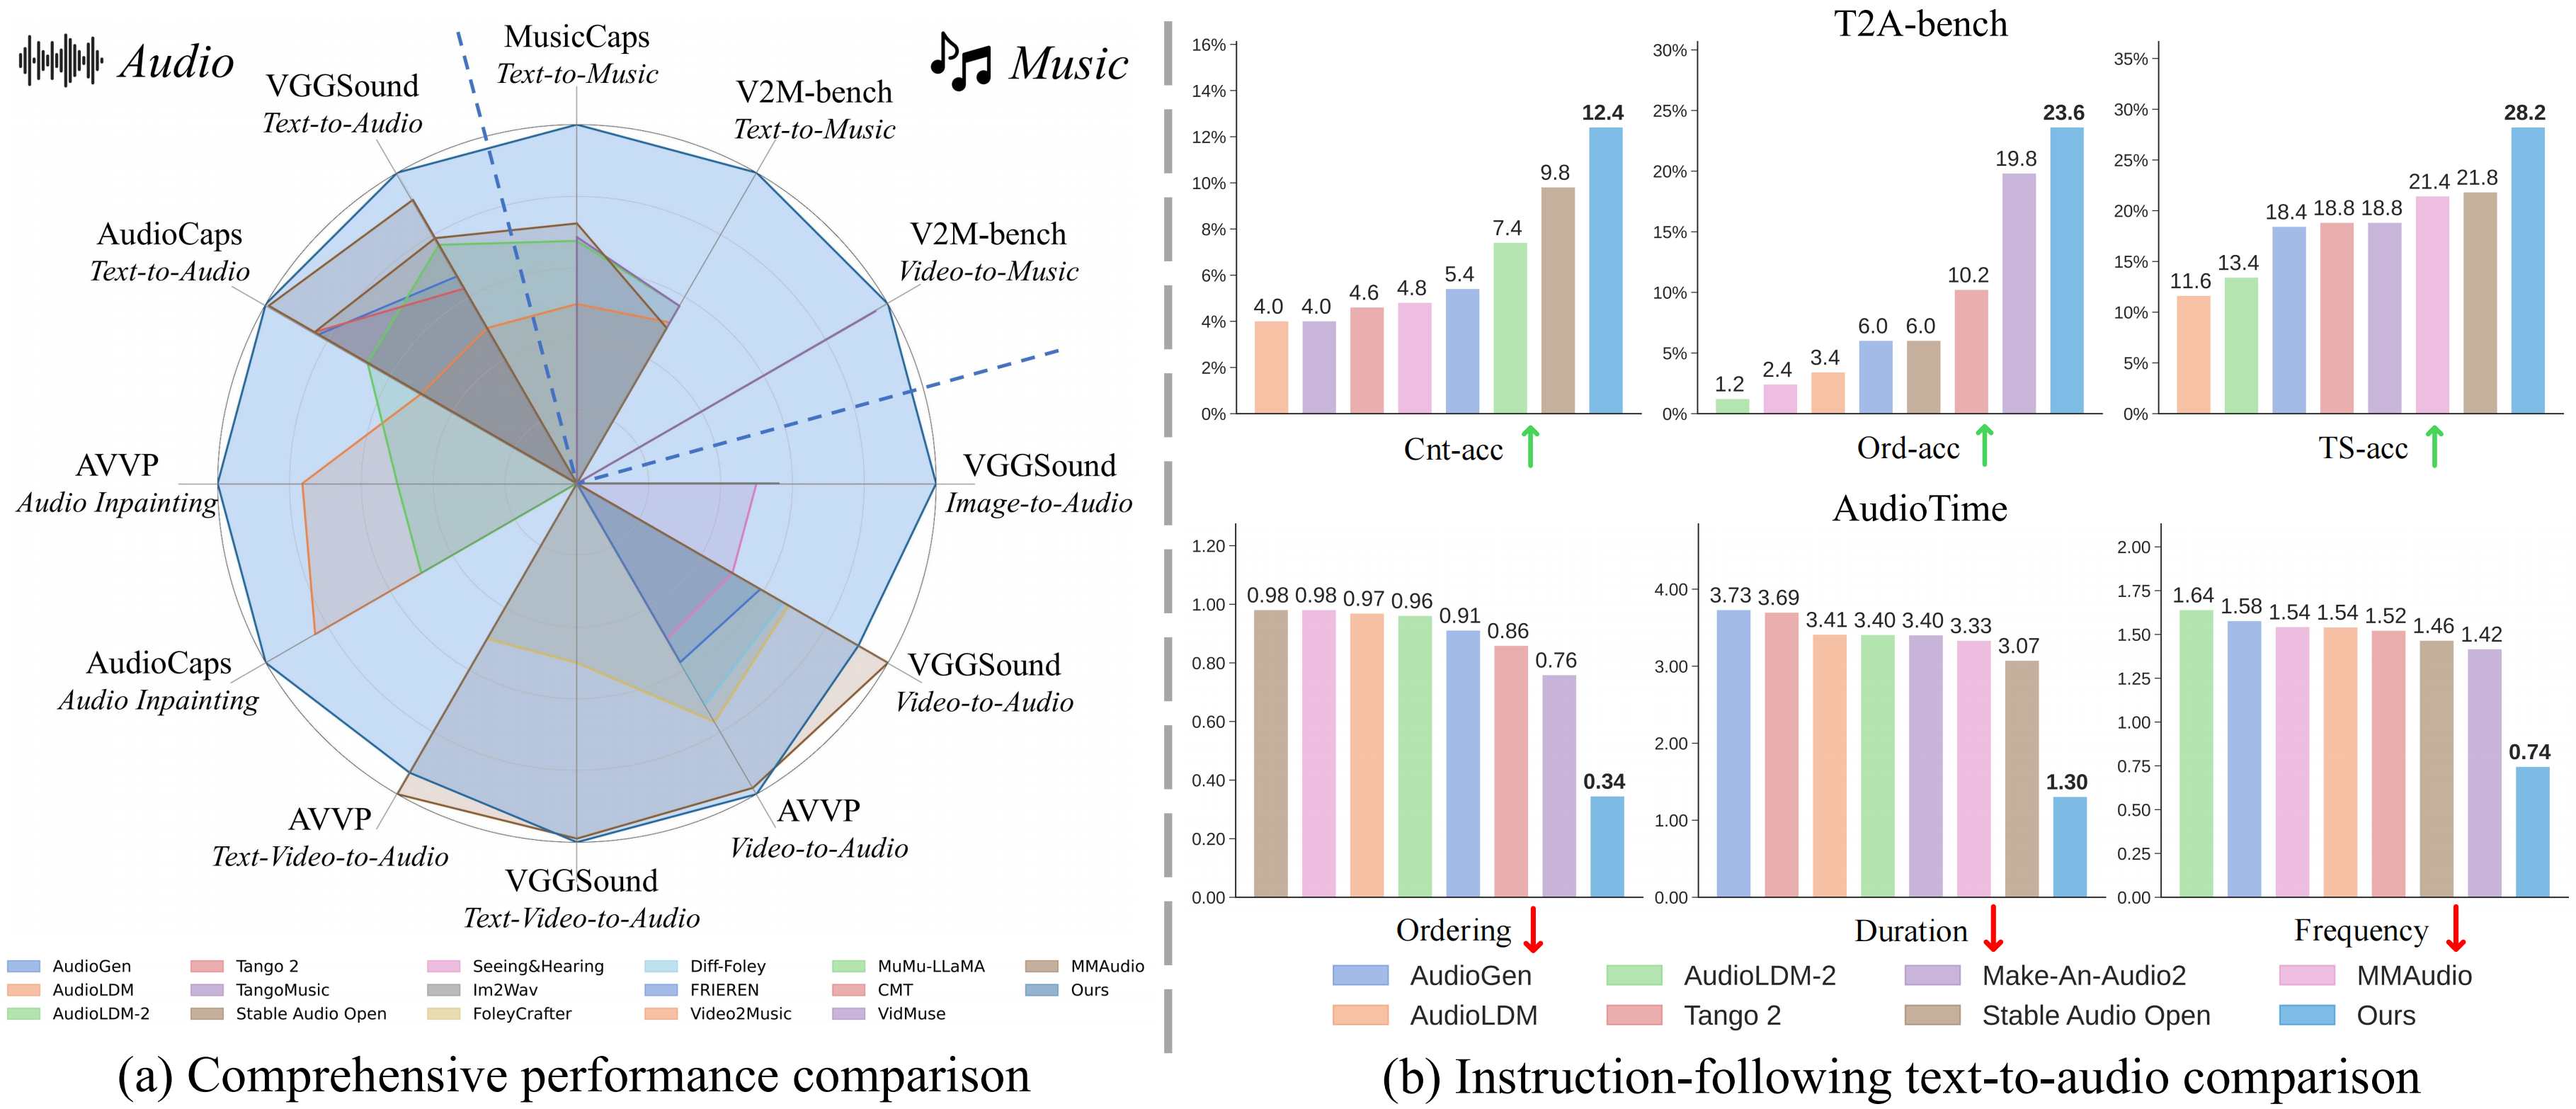 Audio
Music
MusicCaps
Text-to-Music
V2M-bench
Text-to-Music
V2M-bench
Video-to-Music
VGGSound
Image-to-Audio
VGGSound
Video-to-Audio
AVVP
Video-to-Audio
VGGSound
Text-Video-to-Audio
AVVP
Text-Video-to-Audio
AudioCaps
Audio Inpainting
AVVP
Audio Inpainting
AudioCaps
Text-to-Audio
VGGSound
Text-to-Audio
AudioGen Tango 2 Seeing&Hearing Diff-Foley MuMu-LLaMA MMAudio
AudioLDM TangoMusic Im2Wav FRIEREN CMT Ours
AudioLDM-2 Stable Audio Open FoleyCrafter Video2Music VidMuse
(a) Comprehensive performance comparison
T2A-bench
16%
14%
12%
10%
8%
6%
4%
2%
0%
4.0 4.0 4.6 4.8 5.4 7.4 9.8 12.4
Cnt-acc
30%
25%
20%
15%
10%
5%
0%
1.2 2.4 3.4 6.0 6.0 10.2 19.8 23.6
Ord-acc
35%
30%
25%
20%
15%
10%
5%
0%
11.6 13.4 18.4 18.8 18.8 21.4 21.8 28.2
TS-acc
AudioTime
1.20
1.00
0.80
0.60
0.40
0.20
0.00
0.98 0.98 0.97 0.96 0.91 0.86 0.76 0.34
Ordering
4.00
3.00
2.00
1.00
0.00
3.73 3.69 3.41 3.40 3.40 3.33 3.07 1.30
Duration
2.00
1.75
1.50
1.25
1.00
0.75
0.50
0.25
0.00
1.64 1.58 1.54 1.54 1.52 1.46 1.42 0.74
Frequency
AudioGen AudioLDM-2 Make-An-Audio2 MMAudio
AudioLDM Tango 2 Stable Audio Open Ours
(b) Instruction-following text-to-audio comparison